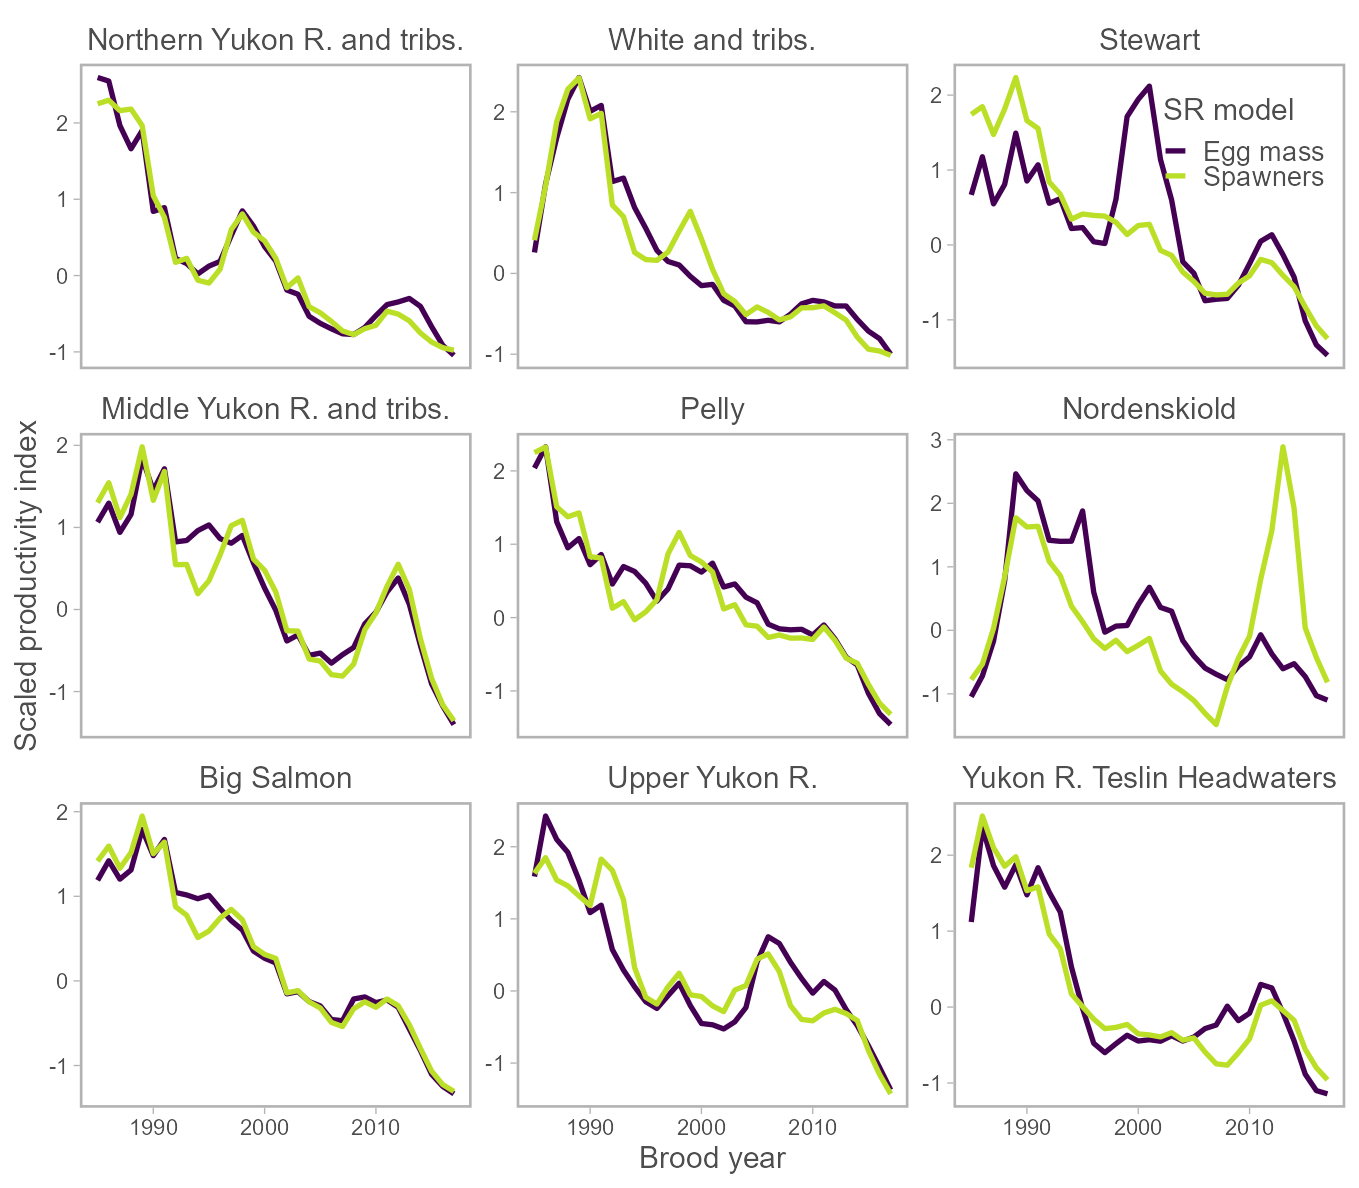 Northern Yukon R. and tribs.
White and tribs.
Stewart
2
1
0
-1
2
1
0
-1
2
1
0
-1
SR model
Egg mass
Spawners
Middle Yukon R. and tribs.
Pelly
Nordenskiold
2
1
0
-1
2
1
0
-1
3
2
1
0
-1
Scaled productivity index
Big Salmon
Upper Yukon R.
Yukon R. Teslin Headwaters
2
1
0
-1
2
1
0
-1
2
1
0
-1
1990 2000 2010
1990 2000 2010
1990 2000 2010
Brood year